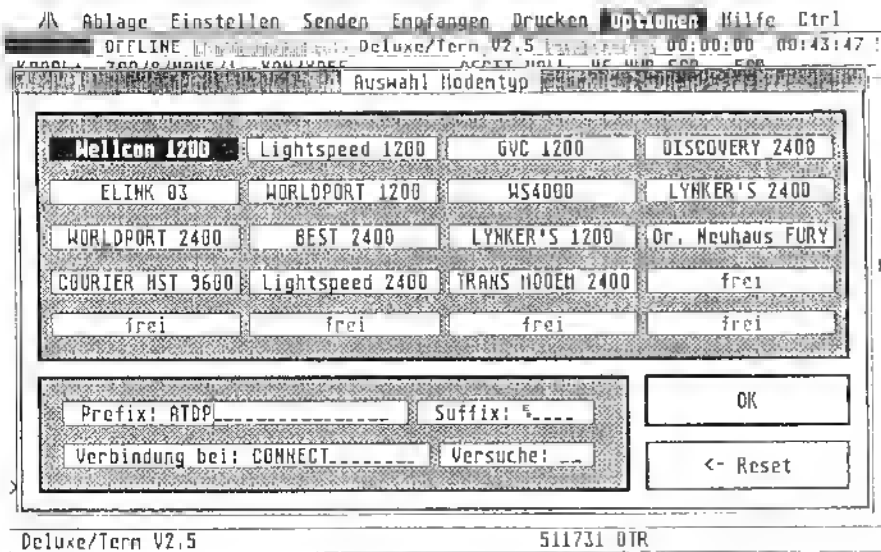 Ablage Einstellen Senden Empfangen Drucken Optionen Hilfe Ctrl
OFFLINE Deluxe/Term V2.5 00:00:00 00:43:47
Auswahl Modemtyp
Wellcom 1200 Lightspeed 1200 GVC 1200 DISCOVERY 2400
ELINK 03 WORLDPORT 1200 WS4000 LYNKER'S 2400
WORLDPORT 2400 BEST 2400 LYNKER'S 1200 Dr. Neuhaus FURY
COURIER HST 9600 Lightspeed 2400 TRANS MODEM 2400 frei
frei frei frei frei
Prefix: ATDP Suffix:
OK
Verbindung bei: CONNECT Versuche:
<- Reset
Deluxe/Term V2.5 511731 DTR